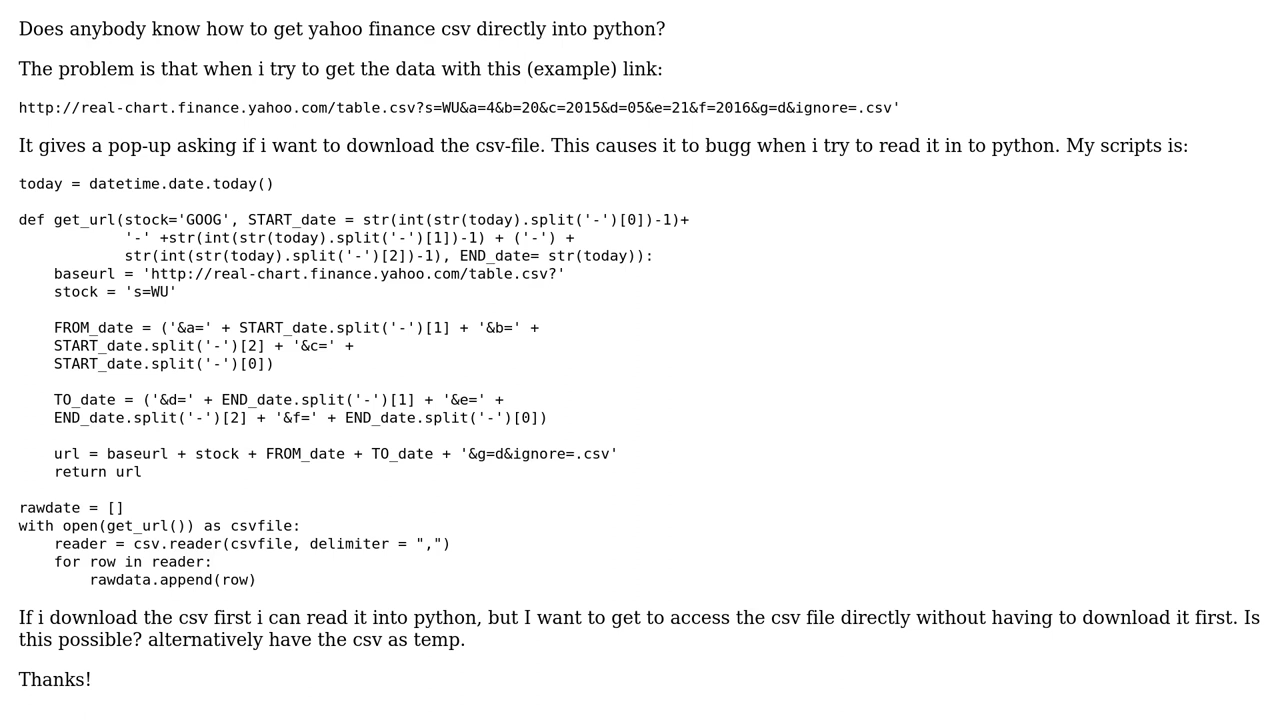 Does anybody know how to get yahoo finance csv directly into python?
The problem is that when i try to get the data with this (example) link:
http://real-chart.finance.yahoo.com/table.csv?s=WU&a=4&b=20&c=2015&d=05&e=21&f=2016&g=d&ignore=.csv'
It gives a pop-up asking if i want to download the csv-file. This causes it to bugg when i try to read it in to python. My scripts is:
today = datetime.date.today()
def get_url(stock='GOOG', START_date = str(int(str(today).split('-')[0])-1)+
            '-' +str(int(str(today).split('-')[1])-1) + ('-') +
            str(int(str(today).split('-')[2])-1), END_date= str(today)):
    baseurl = 'http://real-chart.finance.yahoo.com/table.csv?'
    stock = 's=WU'
    FROM_date = ('&a=' + START_date.split('-')[1] + '&b=' +
    START_date.split('-')[2] + '&c=' +
    START_date.split('-')[0])
    TO_date = ('&d=' + END_date.split('-')[1] + '&e=' +
    END_date.split('-')[2] + '&f=' + END_date.split('-')[0])
    url = baseurl + stock + FROM_date + TO_date + '&g=d&ignore=.csv'
    return url
rawdate = []
with open(get_url()) as csvfile:
    reader = csv.reader(csvfile, delimiter = ",")
    for row in reader:
        rawdata.append(row)
If i download the csv first i can read it into python, but I want to get to access the csv file directly without having to download it first. Is
this possible? alternatively have the csv as temp.
Thanks!